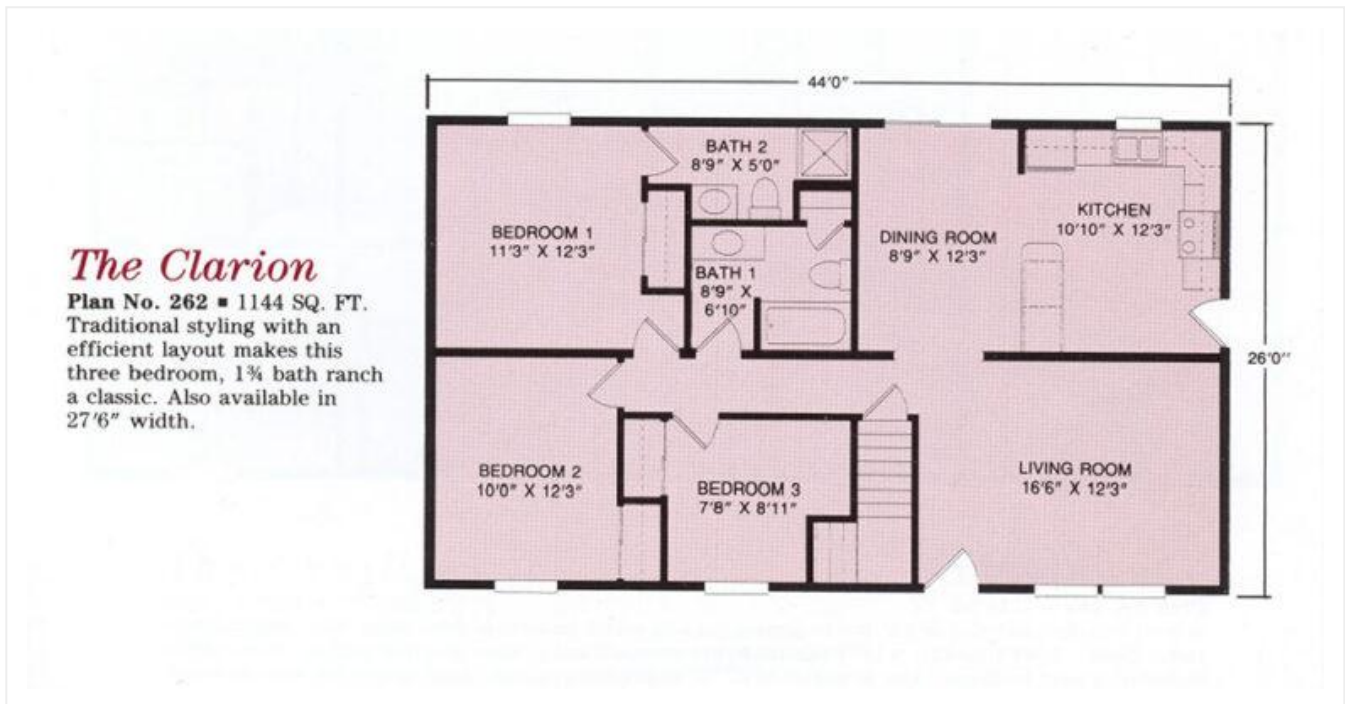 The Clarion
Plan No. 262 ■ 1144 SQ. FT.
Traditional styling with an
efficient layout makes this
three bedroom, 1¾ bath ranch
a classic. Also available in
27'6" width.
44'0"
BATH 2
8'9" X 5'0"
BEDROOM 1
11'3" X 12'3"
BATH 1
8'9" X
6'10"
DINING ROOM
8'9" X 12'3"
KITCHEN
10'10" X 12'3"
26'0"
BEDROOM 2
10'0" X 12'3"
BEDROOM 3
7'8" X 8'11"
LIVING ROOM
16'6" X 12'3"